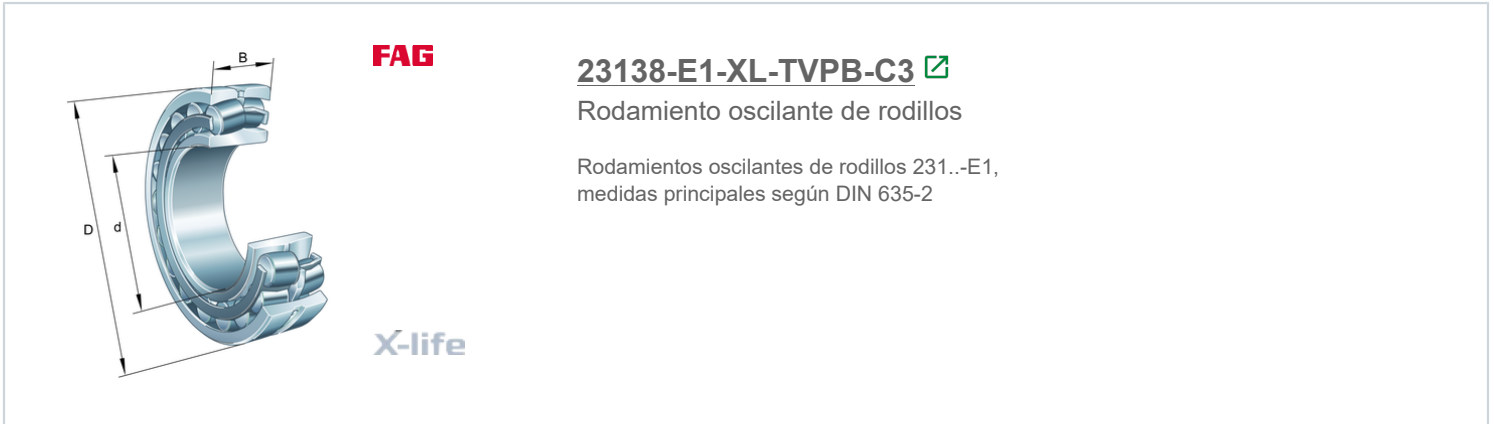 B
FAG
23138-E1-XL-TVPB-C3
Rodamiento oscilante de rodillos
Rodamientos oscilantes de rodillos 231..-E1,
medidas principales según DIN 635-2
D
d
X-life